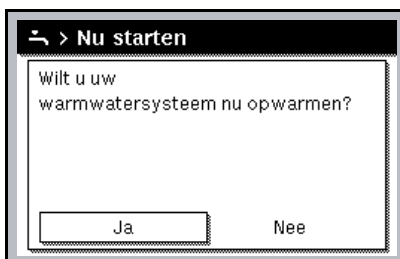 > Nu starten
Wilt u uw
warmwatersysteem nu opwarmen?
Ja
Nee